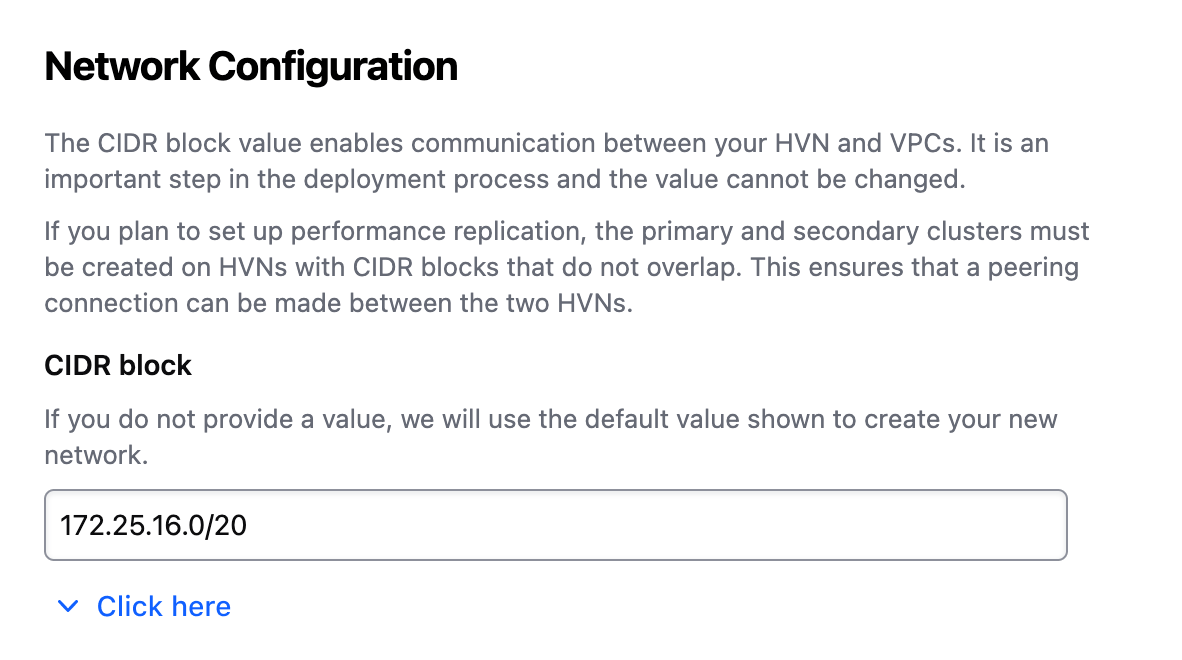 Network Configuration
The CIDR block value enables communication between your HVN and VPCs. It is an
important step in the deployment process and the value cannot be changed.
If you plan to set up performance replication, the primary and secondary clusters must
be created on HVNs with CIDR blocks that do not overlap. This ensures that a peering
connection can be made between the two HVNs.
CIDR block
If you do not provide a value, we will use the default value shown to create your new
network.
172.25.16.0/20
Click here